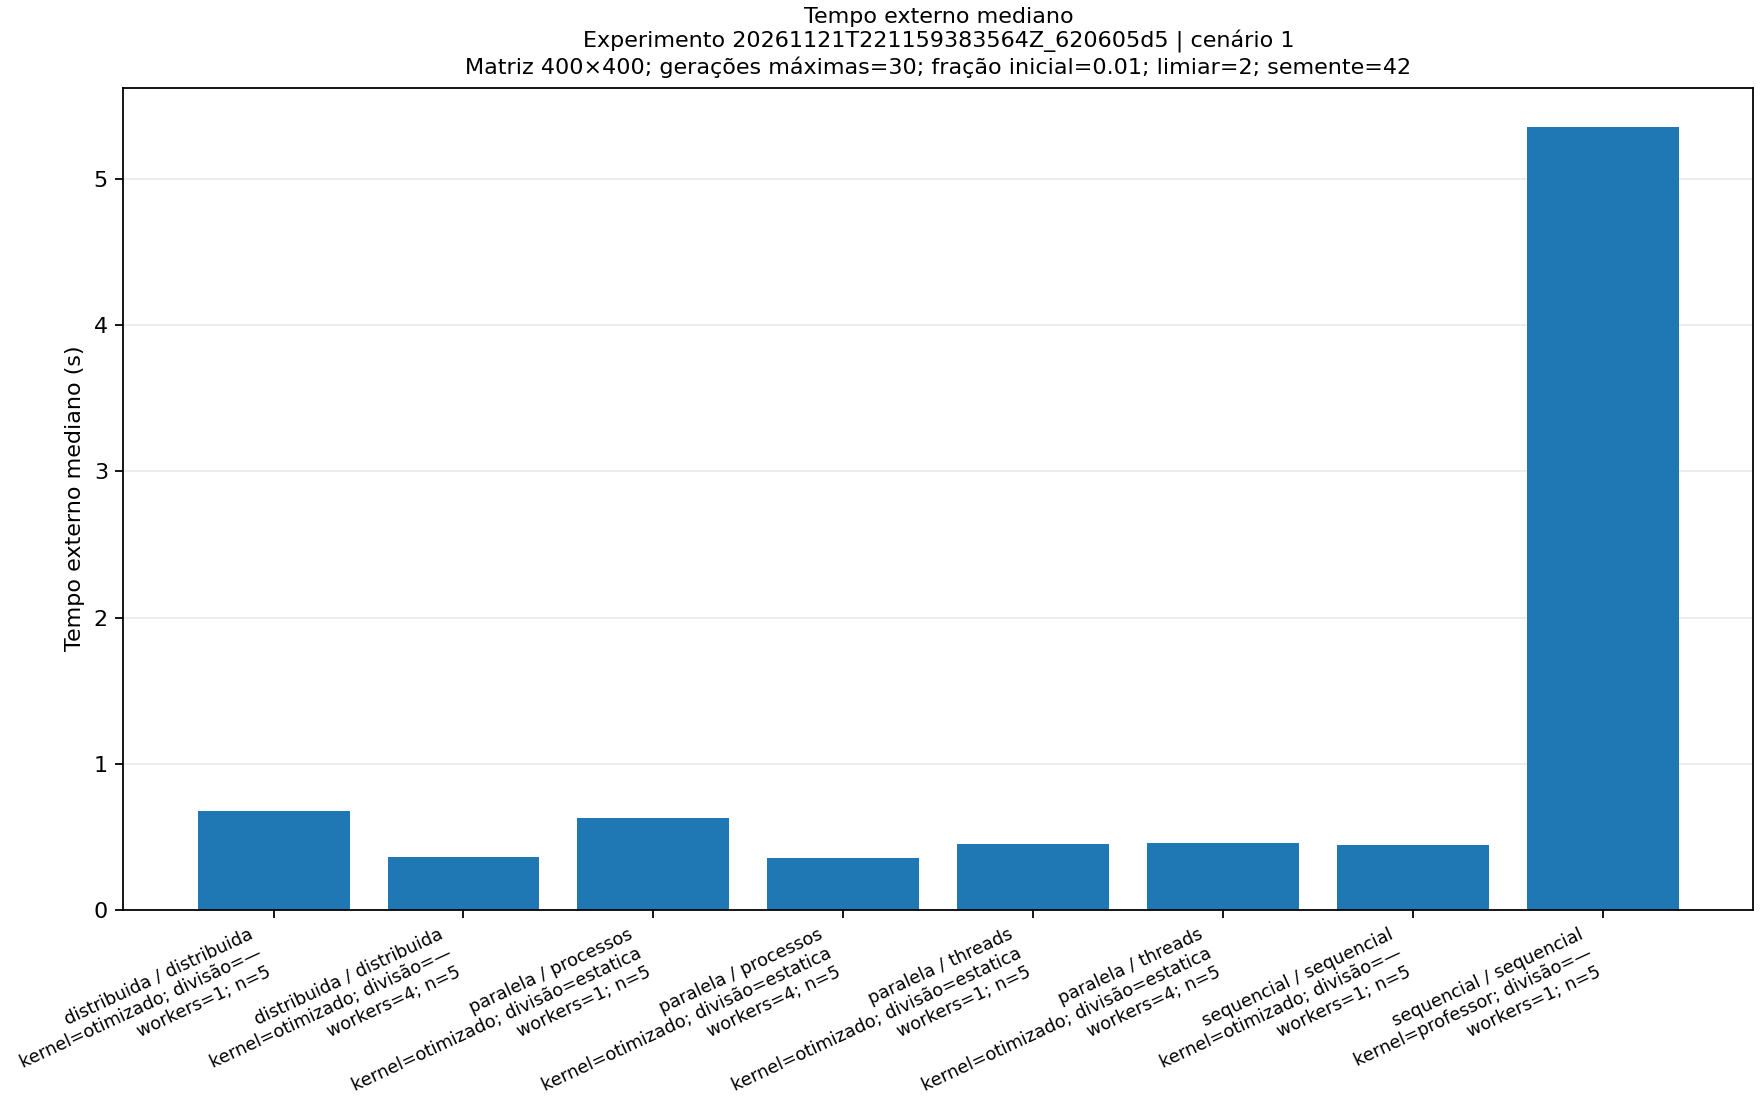 Tempo externo mediano
Experimento 20261121T221159383564Z_620605d5 | cenário 1
Matriz 400×400; gerações máximas=30; fração inicial=0.01; limiar=2; semente=42
Tempo externo mediano (s)
5
4
3
2
1
0
distribuida / distribuida
kernel=otimizado; divisão=—
workers=1; n=5
distribuida / distribuida
kernel=otimizado; divisão=—
workers=4; n=5
paralela / processos
kernel=otimizado; divisão=estatica
workers=1; n=5
paralela / processos
kernel=otimizado; divisão=estatica
workers=4; n=5
paralela / threads
kernel=otimizado; divisão=estatica
workers=1; n=5
paralela / threads
kernel=otimizado; divisão=estatica
workers=4; n=5
sequencial / sequencial
kernel=otimizado; divisão=—
workers=1; n=5
sequencial / sequencial
kernel=professor; divisão=—
workers=1; n=5